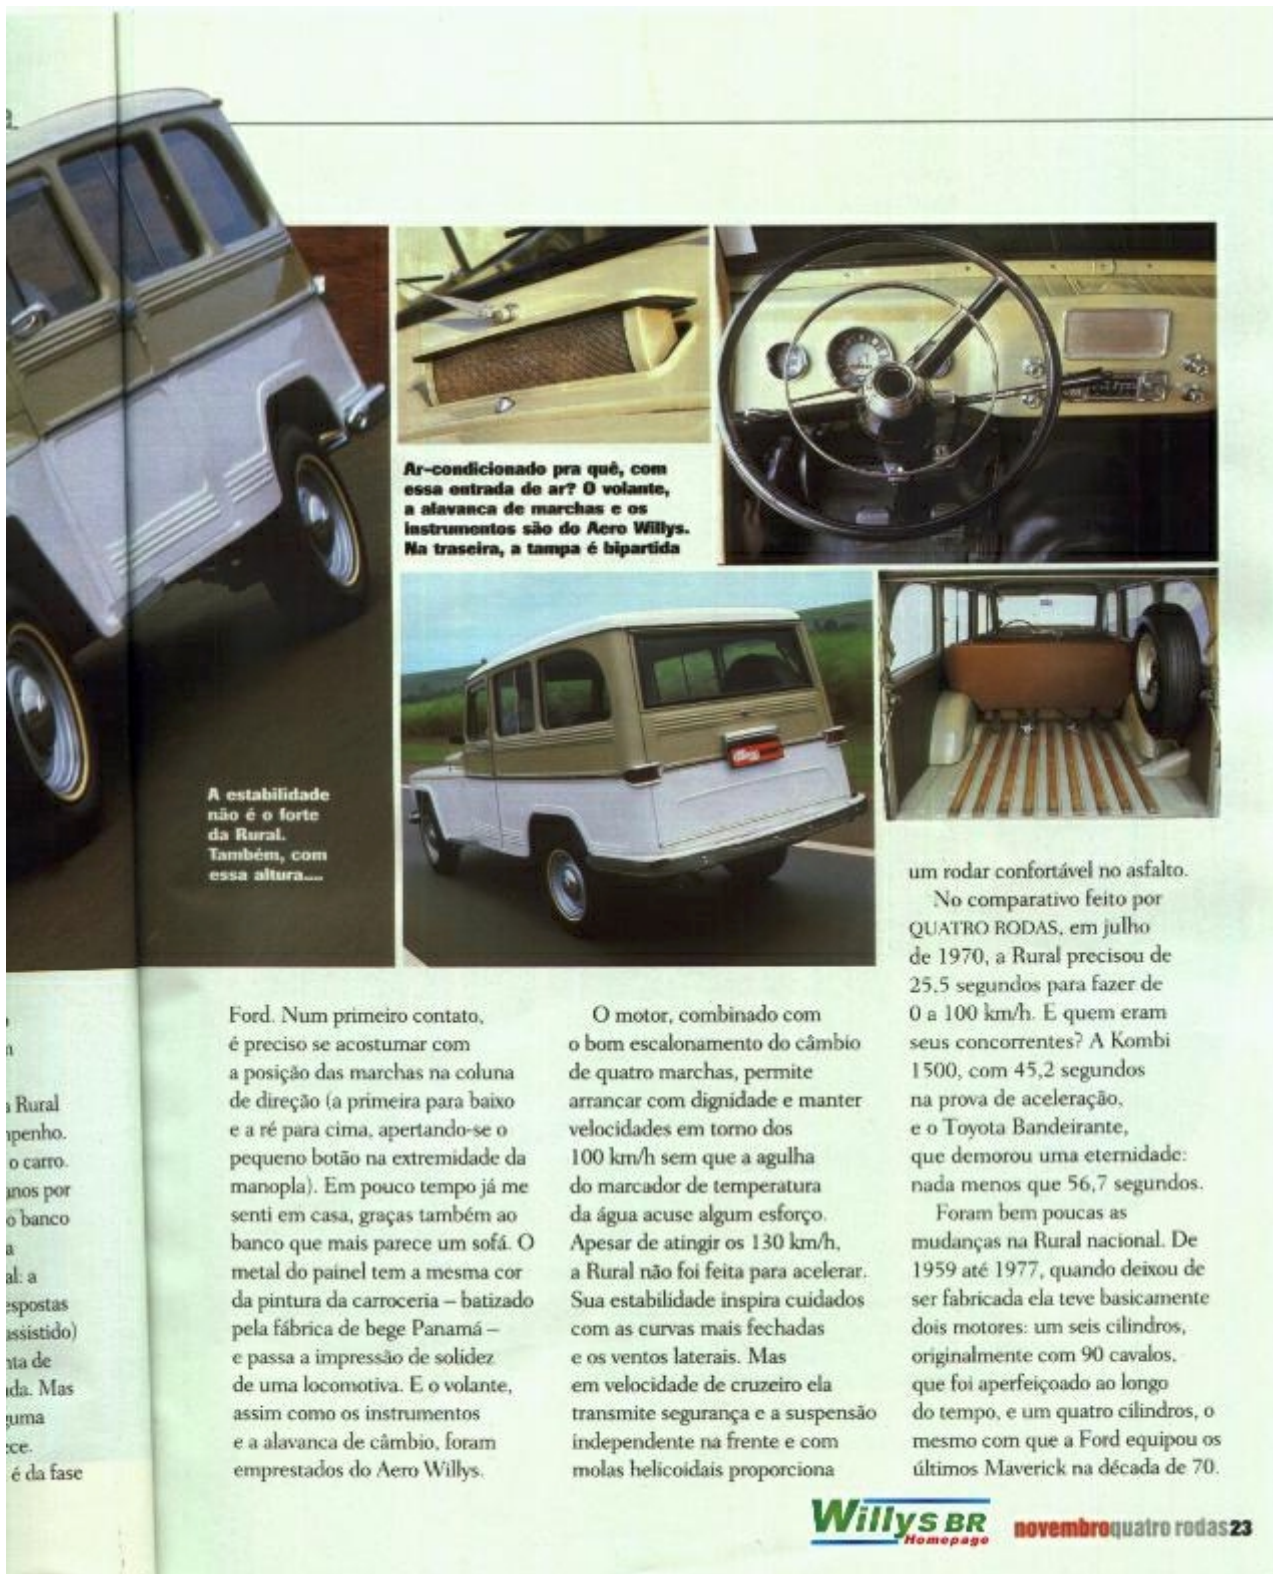 Ar-condicionado pra quê, com
essa entrada de ar? O volante,
a alavanca de marchas e os
instrumentos são do Aero Willys.
Na traseira, a tampa é bipartida
A estabilidade
não é o forte
da Rural.
Também, com
essa altura....
Rural
o carro.
por
o banco
a
a
de
Mas
é da fase
Ford. Num primeiro contato,
é preciso se acostumar com
a posição das marchas na coluna
de direção (a primeira para baixo
e a ré para cima, apertando-se o
pequeno botão na extremidade da
manopla). Em pouco tempo já me
senti em casa, graças também ao
banco que mais parece um sofá. O
metal do painel tem a mesma cor
da pintura da carroceria – batizado
pela fábrica de bege Panamá –
e passa a impressão de solidez
de uma locomotiva. E o volante,
assim como os instrumentos
e a alavanca de câmbio, foram
emprestados do Aero Willys.
O motor, combinado com
o bom escalonamento do câmbio
de quatro marchas, permite
arrancar com dignidade e manter
velocidades em torno dos
100 km/h sem que a agulha
do marcador de temperatura
da água acuse algum esforço.
Apesar de atingir os 130 km/h,
a Rural não foi feita para acelerar.
Sua estabilidade inspira cuidados
com as curvas mais fechadas
e os ventos laterais. Mas
em velocidade de cruzeiro ela
transmite segurança e a suspensão
independente na frente e com
molas helicoidais proporciona
um rodar confortável no asfalto.
No comparativo feito por
QUATRO RODAS, em julho
de 1970, a Rural precisou de
25,5 segundos para fazer de
0 a 100 km/h. E quem eram
seus concorrentes? A Kombi
1500, com 45,2 segundos
na prova de aceleração,
e o Toyota Bandeirante,
que demorou uma eternidade:
nada menos que 56,7 segundos.
Foram bem poucas as
mudanças na Rural nacional. De
1959 até 1977, quando deixou de
ser fabricada ela teve basicamente
dois motores: um seis cilindros,
originalmente com 90 cavalos,
que foi aperfeiçoado ao longo
do tempo, e um quatro cilindros, o
mesmo com que a Ford equipou os
últimos Maverick na década de 70.
Willys BR
Homepage
novembroquatro rodas23